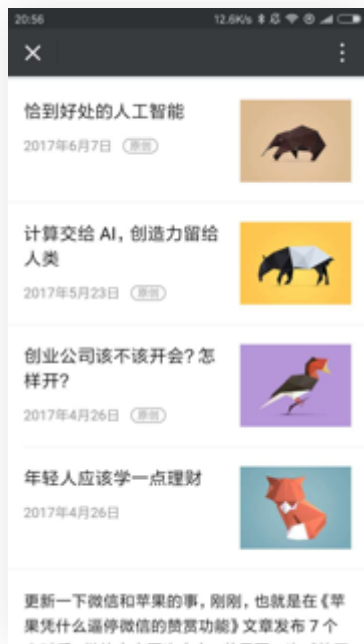 20:56
12.6K/s
恰到好处的人工智能
2017年6月7日 原创
计算交给 AI，创造力留给
人类
2017年5月23日 原创
创业公司该不该开会？怎
样开？
2017年4月26日 原创
年轻人应该学一点理财
2017年4月26日
更新一下微信和苹果的事，刚刚，也就是在《苹
果凭什么逼停微信的赞赏功能》文章发布 7 个